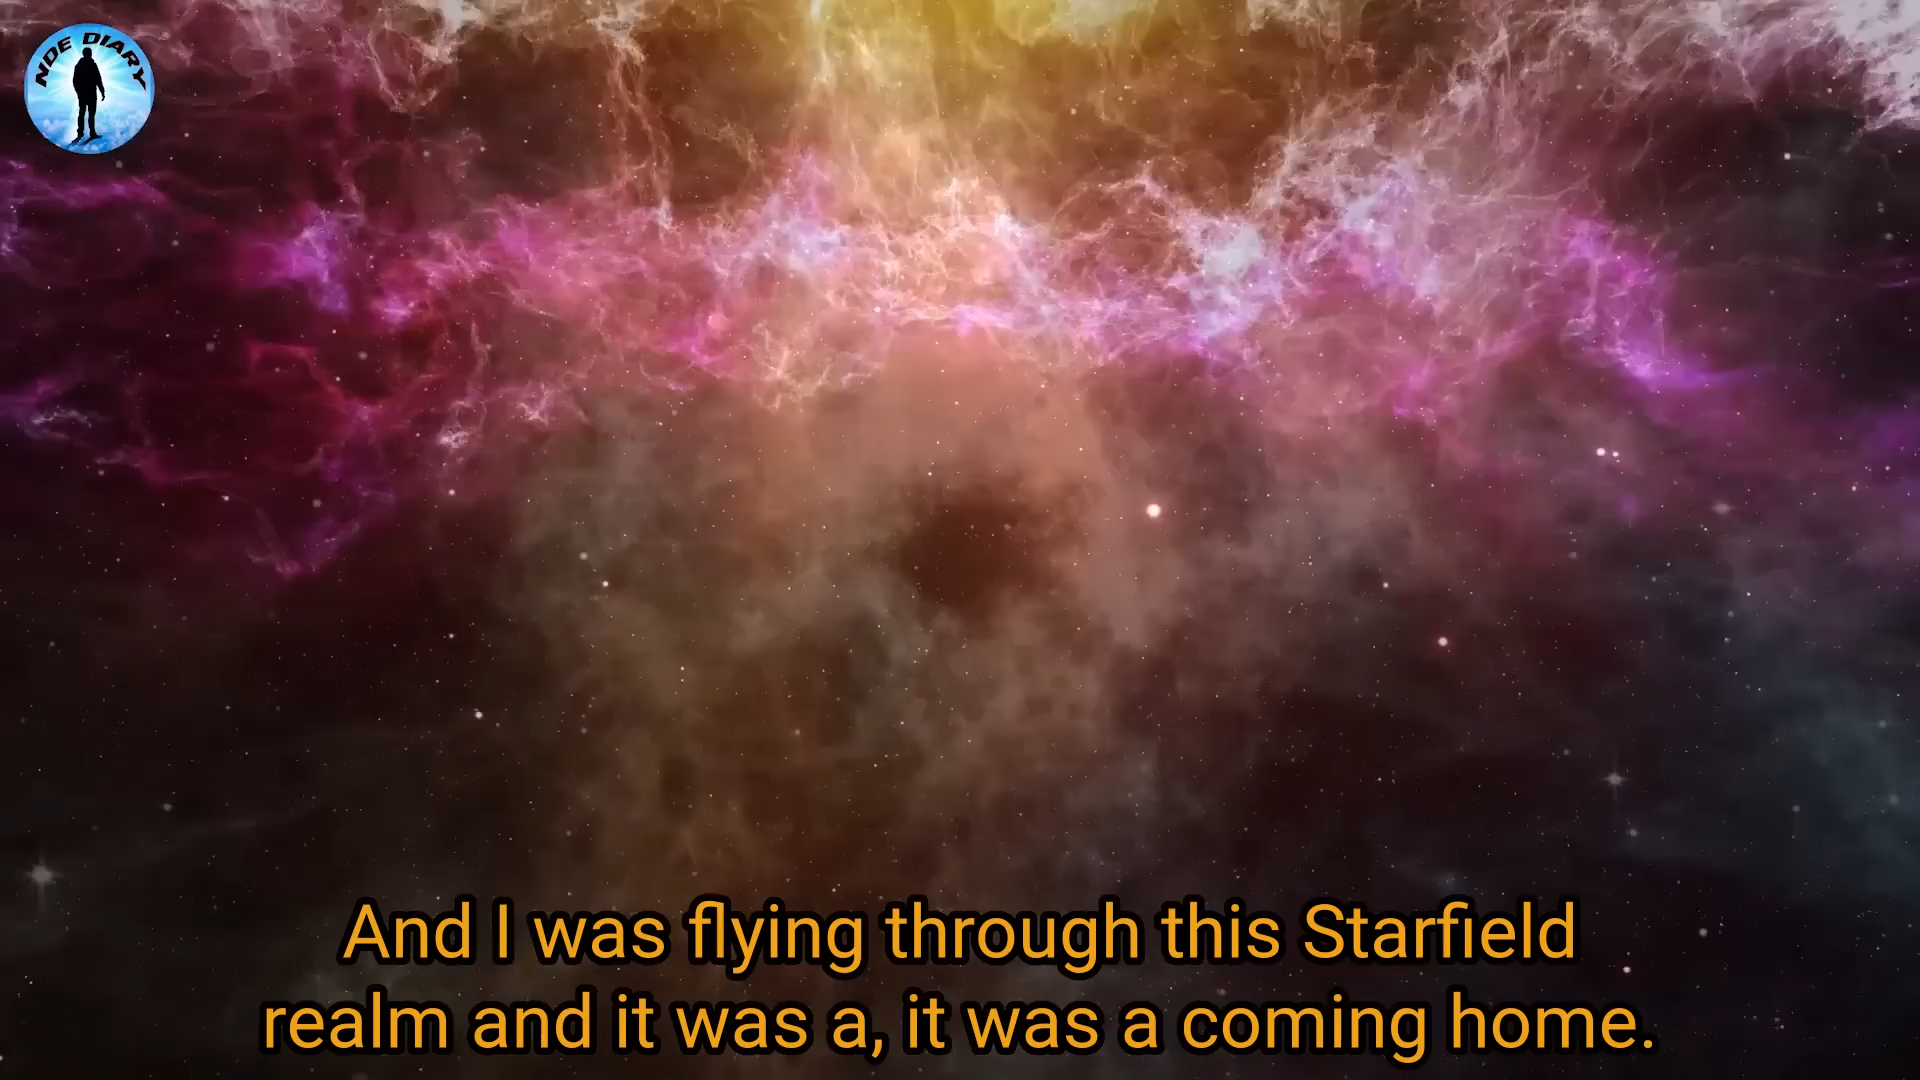 NDE DIARY
And I was flying through this Starfield
realm and it was a, it was a coming home.